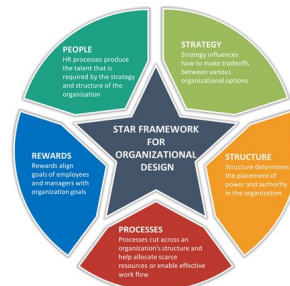 PEOPLE
HR processes produce
the talent that is
required by the strategy
and structure of the
organization
STRATEGY
Strategy influences
how to make tradeoffs
between various
organizational options
STAR FRAMEWORK
FOR
ORGANIZATIONAL
DESIGN
REWARDS
Rewards align
goals of employees
and managers with
organization goals
STRUCTURE
Structure determines
the placement of
power and authority
in the organization
PROCESSES
Processes cut across an
organization's structure and
help allocate scarce
resources or enable effective
work flow